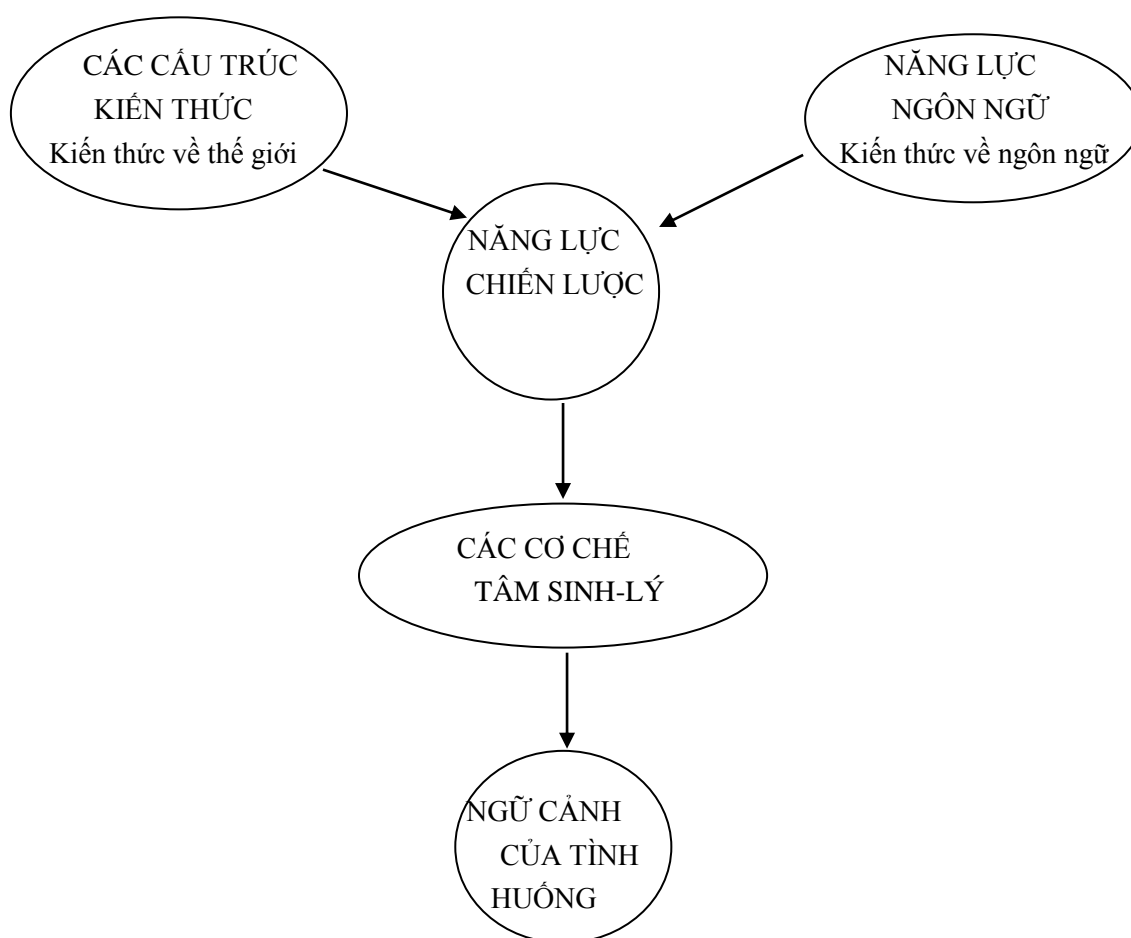 CÁC CẤU TRÚC
KIẾN THỨC
Kiến thức về thế giới
NĂNG LỰC
NGÔN NGỮ
Kiến thức về ngôn ngữ
NĂNG LỰC
CHIẾN LƯỢC
CÁC CƠ CHẾ
TÂM SINH-LÝ
NGỮ CẢNH
CỦA TÌNH
HUỐNG